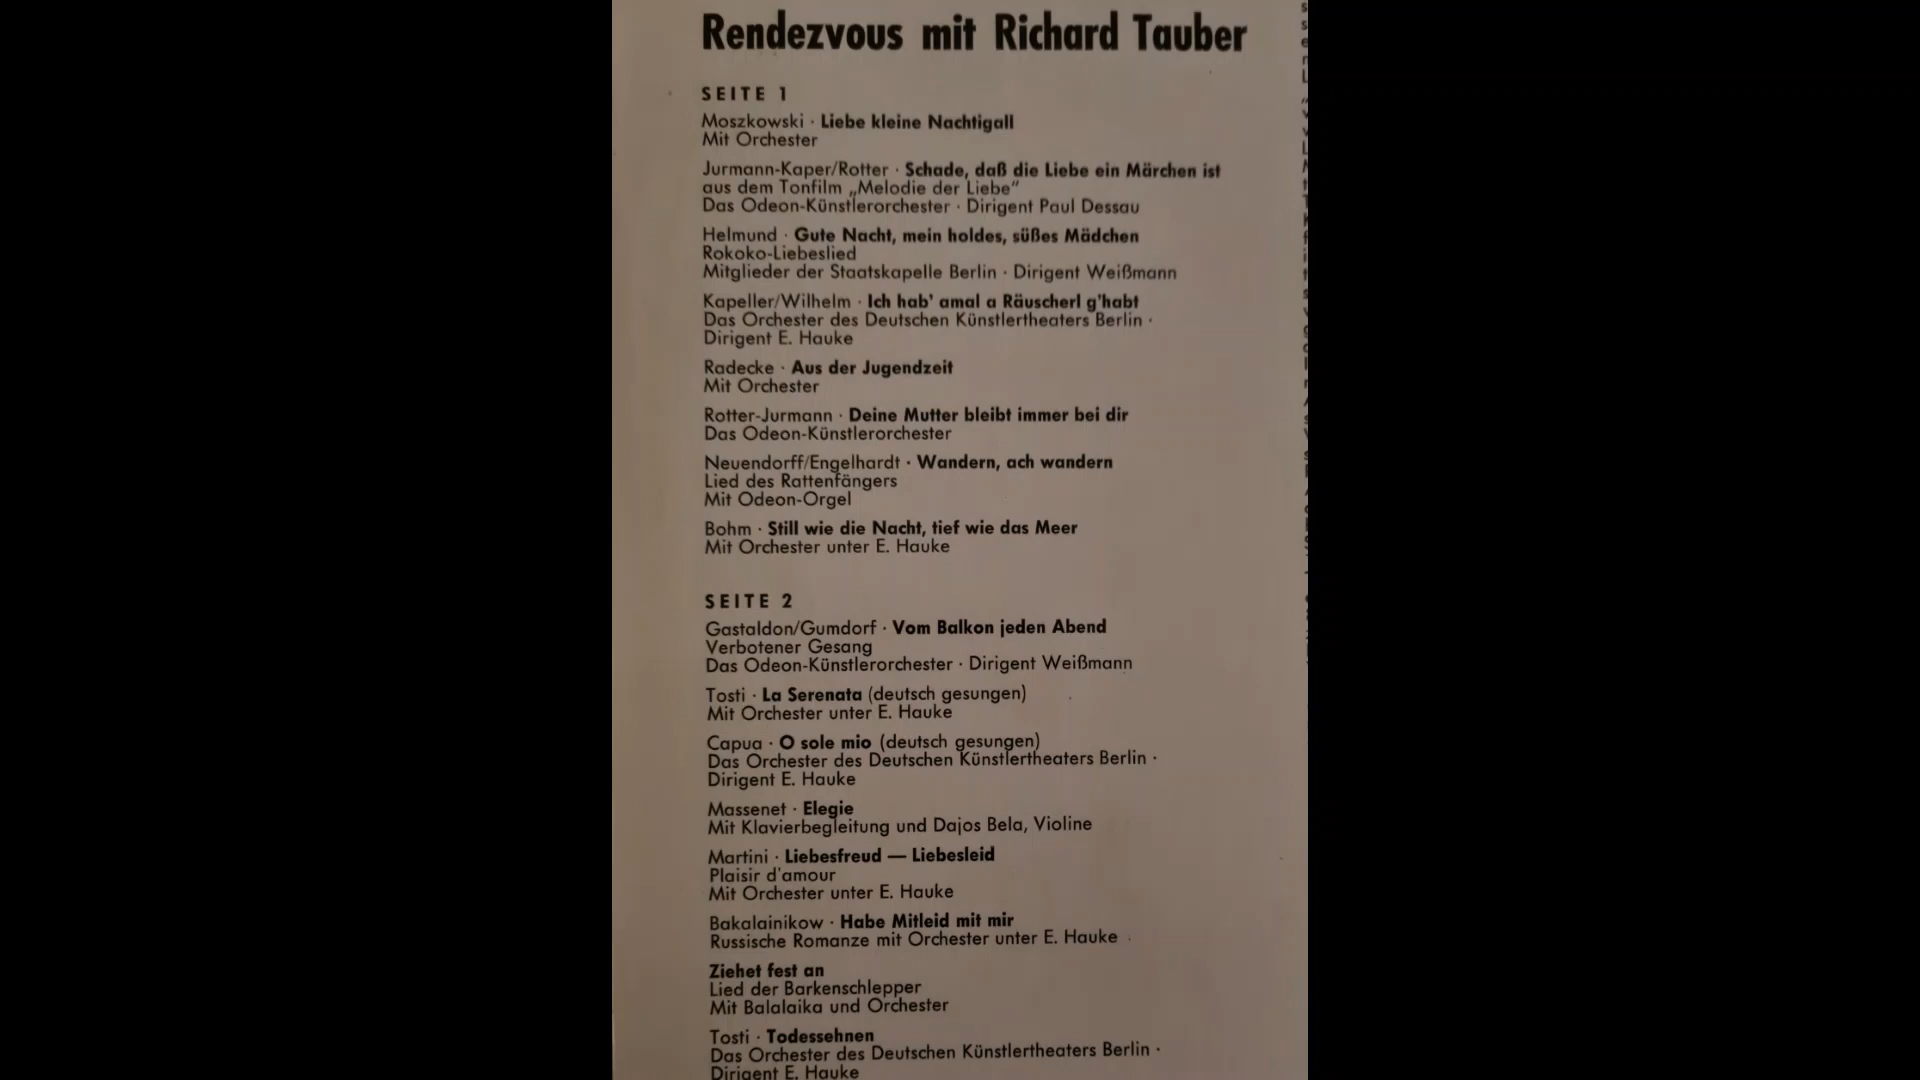 Rendezvous mit Richard Tauber
SEITE 1
Moszkowski · Liebe kleine Nachtigall
Mit Orchester
Jurmann-Kaper/Rotter · Schade, daß die Liebe ein Märchen ist
aus dem Tonfilm „Melodie der Liebe“
Das Odeon-Künstlerorchester · Dirigent Paul Dessau
Helmund · Gute Nacht, mein holdes, süßes Mädchen
Rokoko-Liebeslied
Mitglieder der Staatskapelle Berlin · Dirigent Weißmann
Kapeller/Wilhelm · Ich hab' amal a Räuscherl g'habt
Das Orchester des Deutschen Künstlertheaters Berlin ·
Dirigent E. Hauke
Radecke · Aus der Jugendzeit
Mit Orchester
Rotter-Jurmann · Deine Mutter bleibt immer bei dir
Das Odeon-Künstlerorchester
Neuendorff/Engelhardt · Wandern, ach wandern
Lied des Rattenfängers
Mit Odeon-Orgel
Bohm · Still wie die Nacht, tief wie das Meer
Mit Orchester unter E. Hauke
SEITE 2
Gastaldon/Gumdorf · Vom Balkon jeden Abend
Verbotener Gesang
Das Odeon-Künstlerorchester · Dirigent Weißmann
Tosti · La Serenata (deutsch gesungen)
Mit Orchester unter E. Hauke
Capua · O sole mio (deutsch gesungen)
Das Orchester des Deutschen Künstlertheaters Berlin ·
Dirigent E. Hauke
Massenet · Elegie
Mit Klavierbegleitung und Dajos Bela, Violine
Martini · Liebesfreud — Liebesleid
Plaisir d'amour
Mit Orchester unter E. Hauke
Bakalainikow · Habe Mitleid mit mir
Russische Romanze mit Orchester unter E. Hauke
Ziehet fest an
Lied der Barkenschlepper
Mit Balalaika und Orchester
Tosti · Todessehnen
Das Orchester des Deutschen Künstlertheaters Berlin ·
Dirigent E. Hauke